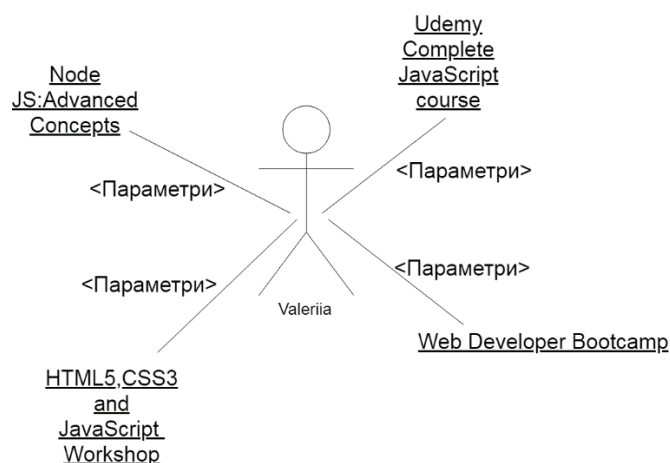 Node
JS:Advanced
Concepts
Udemy
Complete
JavaScript
course
<Параметри>
<Параметри>
<Параметри>
<Параметри>
Valeriia
Web Developer Bootcamp
HTML5,CSS3
and
JavaScript
Workshop